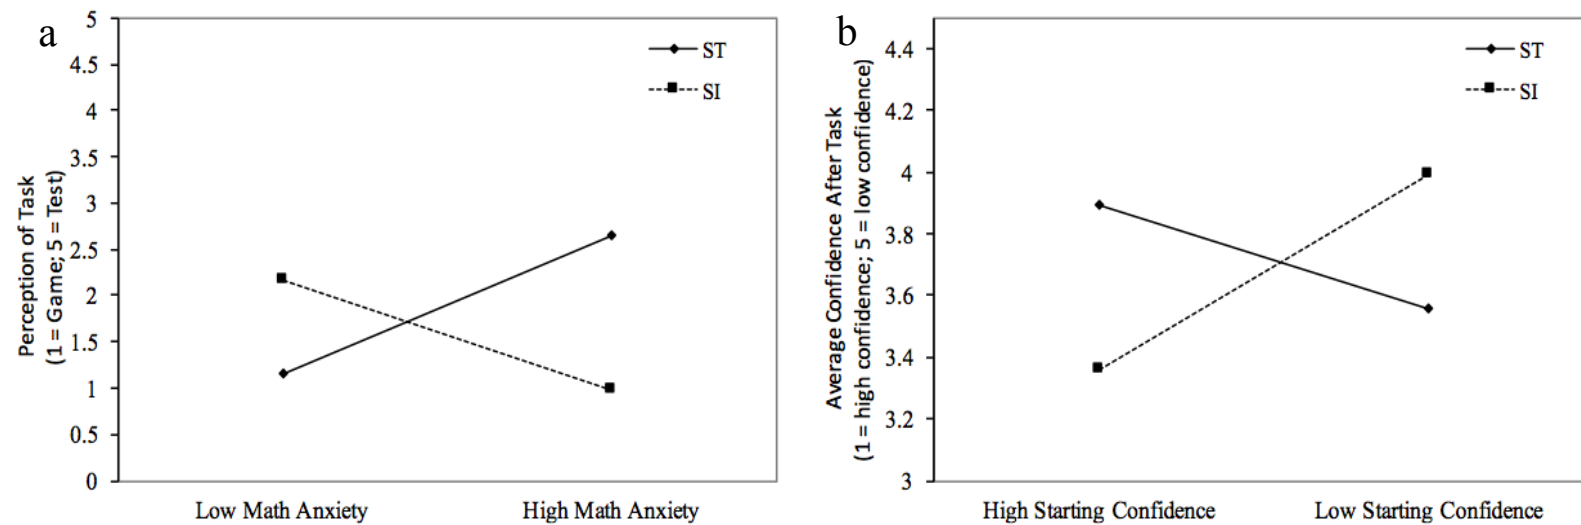 a
Perception of Task
(1 = Game; 5 = Test)
5
4.5
4
3.5
3
2.5
2
1.5
1
0.5
0
ST
SI
Low Math Anxiety
High Math Anxiety
b
Average Confidence After Task
(1 = high confidence; 5 = low confidence)
4.4
4.2
4
3.8
3.6
3.4
3.2
3
ST
SI
High Starting Confidence
Low Starting Confidence